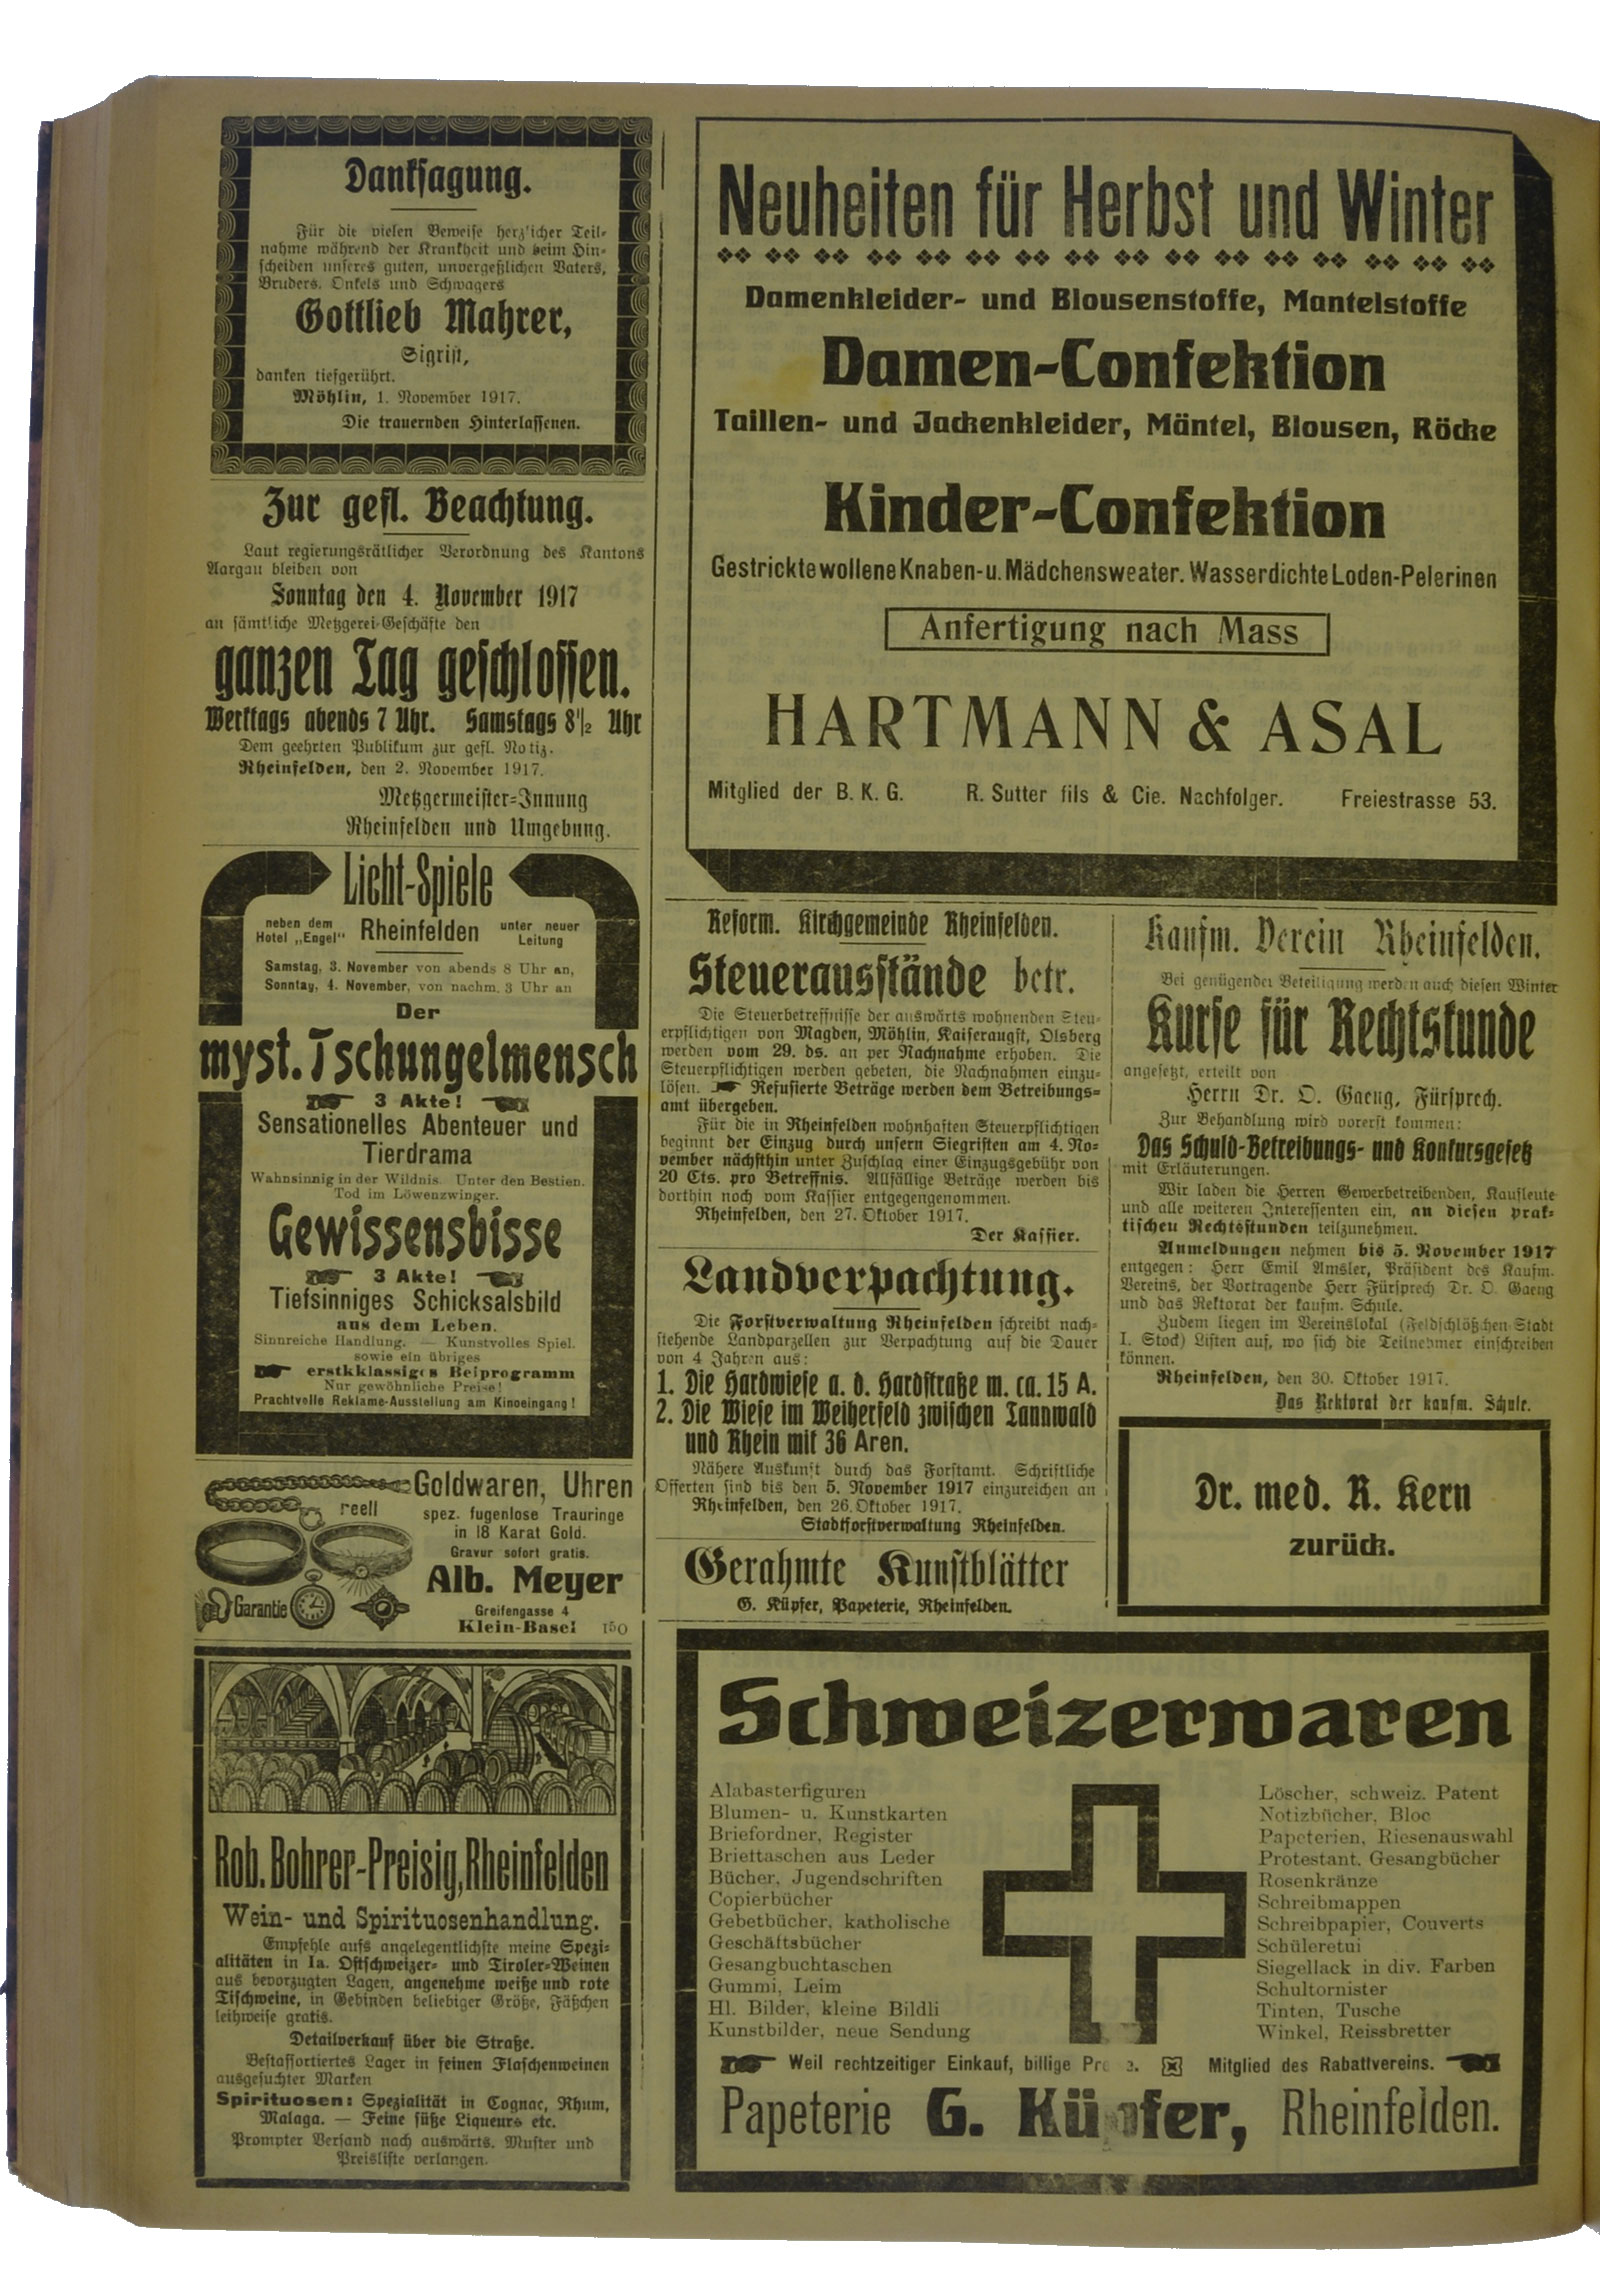 Danksagung.
Für die vielen Beweise herz'icher Teil-
nahme während der Krankheit und beim Hin-
scheiden unseres guten, unvergeßlichen Vaters,
Bruders, Onkels und Schwagers
Gottlieb Mahrer,
Sigrist,
danken tiefgerührt.
Möhlin, 1. November 1917.
Die trauernden Hinterlassenen.
Zur gefl. Beachtung.
Laut regierungsrätlicher Verordnung des Kantons
Aargau bleiben von
Sonntag den 4. November 1917
an sämtliche Metzgerei-Geschäfte den
ganzen Tag geschlossen.
Werktags abends 7 Uhr. Samstags 8½ Uhr
Dem geehrten Publikum zur gefl. Notiz.
Rheinfelden, den 2. November 1917.
Metzgermeister-Innung
Rheinfelden und Umgebung.
Licht-Spiele
neben dem
Hotel „Engel“
Rheinfelden
unter neuer
Leitung
Samstag, 3. November von abends 8 Uhr an,
Sonntag, 4. November, von nachm. 3 Uhr an
Der
myst. Tschungelmensch
3 Akte!
Sensationelles Abenteuer und
Tierdrama
Wahnsinnig in der Wildnis. Unter den Bestien.
Tod im Löwenzwinger.
Gewissensbisse
3 Akte!
Tiefsinniges Schicksalsbild
aus dem Leben.
Sinnreiche Handlung. — Kunstvolles Spiel.
sowie ein übriges
erstkklassiges Beiprogramm
Nur gewöhnliche Preise!
Prachtvolle Reklame-Ausstellung am Kinoeingang!
Goldwaren, Uhren
reell
spez. fugenlose Trauringe
in 18 Karat Gold.
Gravur sofort gratis.
Alb. Meyer
Garantie
Greifengasse 4
Klein-Basel 150
Rob. Bohrer-Preisig, Rheinfelden
Wein- und Spirituosenhandlung.
Empfehle aufs angelegentlichste meine Spezi-
alitäten in Ia. Ostschweizer- und Tiroler-Weinen
aus bevorzugten Lagen, angenehme weiße und rote
Tischweine, in Gebinden beliebiger Größe, Fäßchen
leihweise gratis.
Detailverkauf über die Straße.
Bestassortiertes Lager in feinen Flaschenweinen
ausgesuchter Marken
Spirituosen: Spezialität in Cognac, Rhum,
Malaga. — Feine süße Liqueurs etc.
Prompter Versand nach auswärts. Muster und
Preisliste verlangen.
Neuheiten für Herbst und Winter
Damenkleider- und Blousenstoffe, Mantelstoffe
Damen-Confektion
Taillen- und Jackenkleider, Mäntel, Blousen, Röcke
Kinder-Confektion
Gestrickte wollene Knaben- u. Mädchensweater. Wasserdichte Loden-Pelerinen
Anfertigung nach Mass
HARTMANN & ASAL
Mitglied der B. K. G. R. Sutter fils & Cie. Nachfolger. Freiestrasse 53.
Reform. Kirchgemeinde Rheinfelden.
Steuerausstände betr.
Die Steuerbetreffnisse der auswärts wohnenden Steu-
erpflichtigen von Magden, Möhlin, Kaiseraugst, Olsberg
werden vom 29. ds. an per Nachnahme erhoben. Die
Steuerpflichtigen werden gebeten, die Nachnahmen einzu-
lösen. Refusierte Beträge werden dem Betreibungs-
amt übergeben.
Für die in Rheinfelden wohnhaften Steuerpflichtigen
beginnt der Einzug durch unsern Siegristen am 4. No-
vember nächsthin unter Zuschlag einer Einzugsgebühr von
20 Cts. pro Betreffnis. Allfällige Beträge werden bis
dorthin noch vom Kassier entgegengenommen.
Rheinfelden, den 27. Oktober 1917.
Der Kassier.
Landverpachtung.
Die Forstverwaltung Rheinfelden schreibt nach-
stehende Landparzellen zur Verpachtung auf die Dauer
von 4 Jahren aus:
1. Die Hardwiese a. d. Hardstraße m. ca. 15 A.
2. Die Wiese im Weiherfeld zwischen Tannwald
und Rhein mit 36 Aren.
Nähere Auskunft durch das Forstamt. Schriftliche
Offerten sind bis den 5. November 1917 einzureichen an
Rheinfelden, den 26. Oktober 1917.
Stadtforstverwaltung Rheinfelden.
Gerahmte Kunstblätter
G. Küpfer, Papeterie, Rheinfelden.
Kaufm. Verein Rheinfelden.
Bei genügender Beteiligung werden auch diesen Winter
Kurse für Rechtskunde
angesetzt, erteilt von
Herrn Dr. O. Gaeng, Fürsprech.
Zur Behandlung wird vorerst kommen:
Das Schuld-Betreibungs- und Konkursgesetz
mit Erläuterungen.
Wir laden die Herren Gewerbetreibenden, Kaufleute
und alle weiteren Interessenten ein, an diesen prak-
tischen Rechtsstunden teilzunehmen.
Anmeldungen nehmen bis 5. November 1917
entgegen: Herr Emil Amsler, Präsident des Kaufm.
Vereins, der Vortragende Herr Fürsprech Dr. O. Gaeng
und das Rektorat der kaufm. Schule.
Zudem liegen im Vereinslokal (Feldschlößchen-Stadt
I. Stock) Listen auf, wo sich die Teilnehmer einschreiben
können.
Rheinfelden, den 30. Oktober 1917.
Das Rektorat der kaufm. Schule.
Dr. med. R. Kern
zurück.
Schweizerwaren
Alabasterfiguren
Blumen- u. Kunstkarten
Briefordner, Register
Brieftaschen aus Leder
Bücher, Jugendschriften
Copierbücher
Gebetbücher, katholische
Geschäftsbücher
Gesangbuchtaschen
Gummi, Leim
Hl. Bilder, kleine Bildli
Kunstbilder, neue Sendung
Löscher, schweiz. Patent
Notizbücher, Bloc
Papeterien, Riesenauswahl
Protestant. Gesangbücher
Rosenkränze
Schreibmappen
Schreibpapier, Couverts
Schüleretui
Siegellack in div. Farben
Schultornister
Tinten, Tusche
Winkel, Reissbretter
Weil rechtzeitiger Einkauf, billige Mitglied des Rabattvereins.
Papeterie G. Küpfer, Rheinfelden.